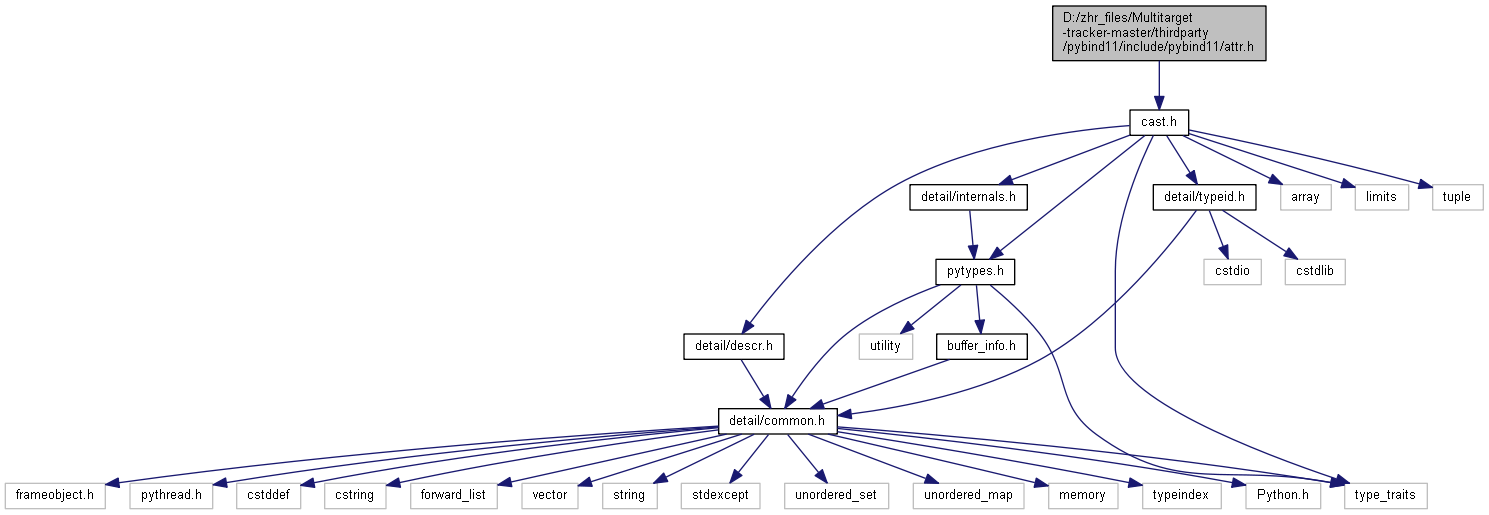 D:/zhr_files/Multitarget
-tracker-master/thirdparty
/pybind11/include/pybind11/attr.h
cast.h
detail/internals.h
detail/typeid.h
array
limits
tuple
pytypes.h
cstdio
cstdlib
detail/descr.h
utility
buffer_info.h
detail/common.h
frameobject.h
pythread.h
cstddef
cstring
forward_list
vector
string
stdexcept
unordered_set
unordered_map
memory
typeindex
Python.h
type_traits